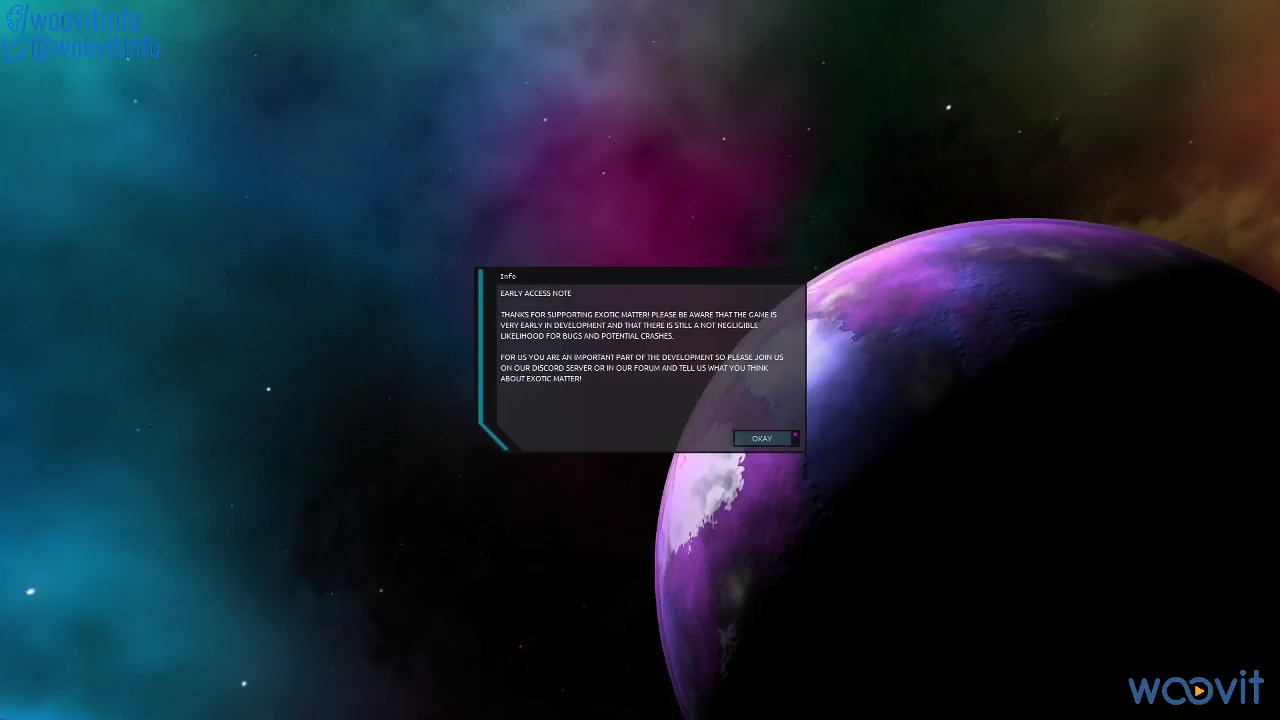 f/woovitinfo
@woovitinfo
Info
EARLY ACCESS NOTE
THANKS FOR SUPPORTING EXOTIC MATTER! PLEASE BE AWARE THAT THE GAME IS
VERY EARLY IN DEVELOPMENT AND THAT THERE IS STILL A NOT NEGLIGIBLE
LIKELIHOOD FOR BUGS AND POTENTIAL CRASHES.
FOR US YOU ARE AN IMPORTANT PART OF THE DEVELOPMENT SO PLEASE JOIN US
ON OUR DISCORD SERVER OR IN OUR FORUM AND TELL US WHAT YOU THINK
ABOUT EXOTIC MATTER!
OKAY
woovit